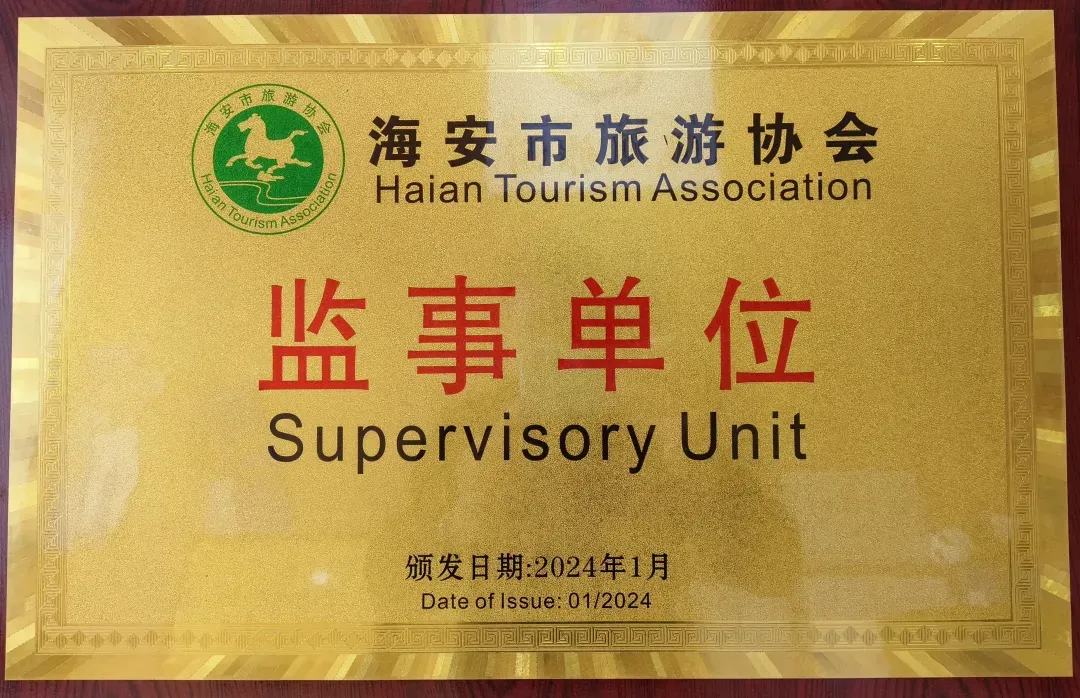 海安市旅游协会
Haian Tourism Association
海安市旅游协会
Haian Tourism Association
监事单位
Supervisory Unit
颁发日期:2024年1月
Date of Issue: 01/2024